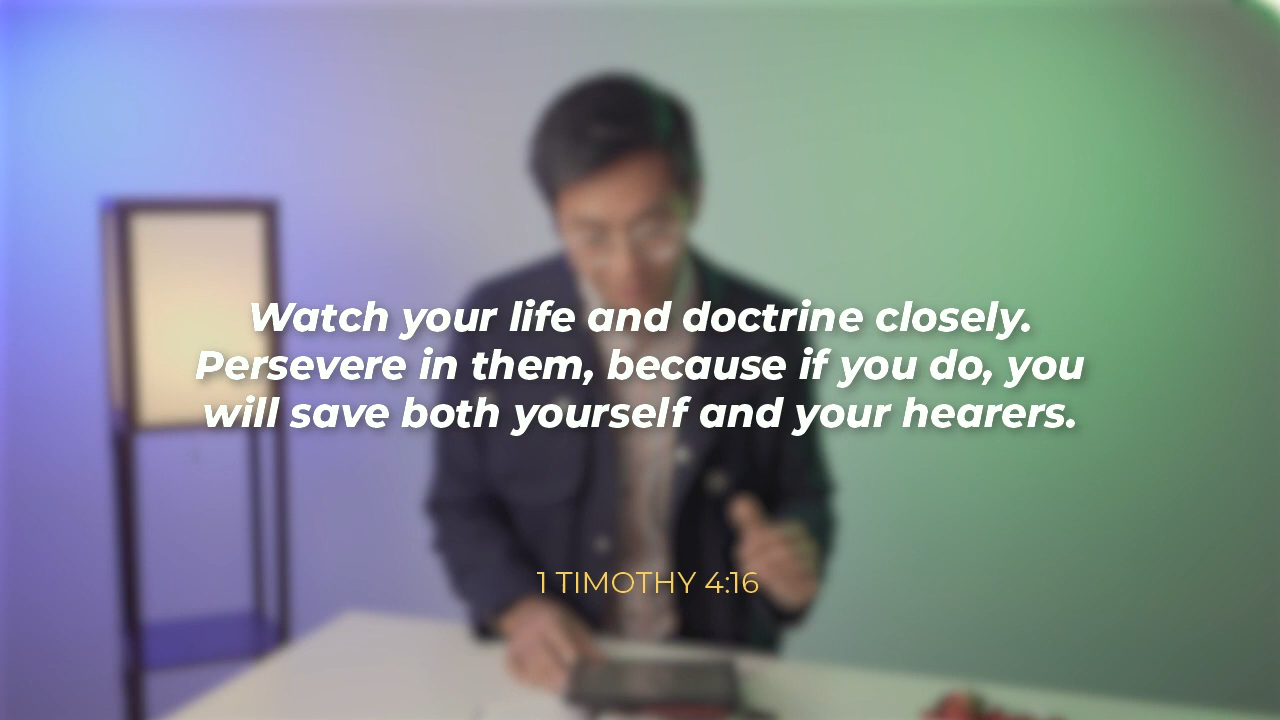 Watch your life and doctrine closely.
Persevere in them, because if you do, you
will save both yourself and your hearers.
1 TIMOTHY 4:16